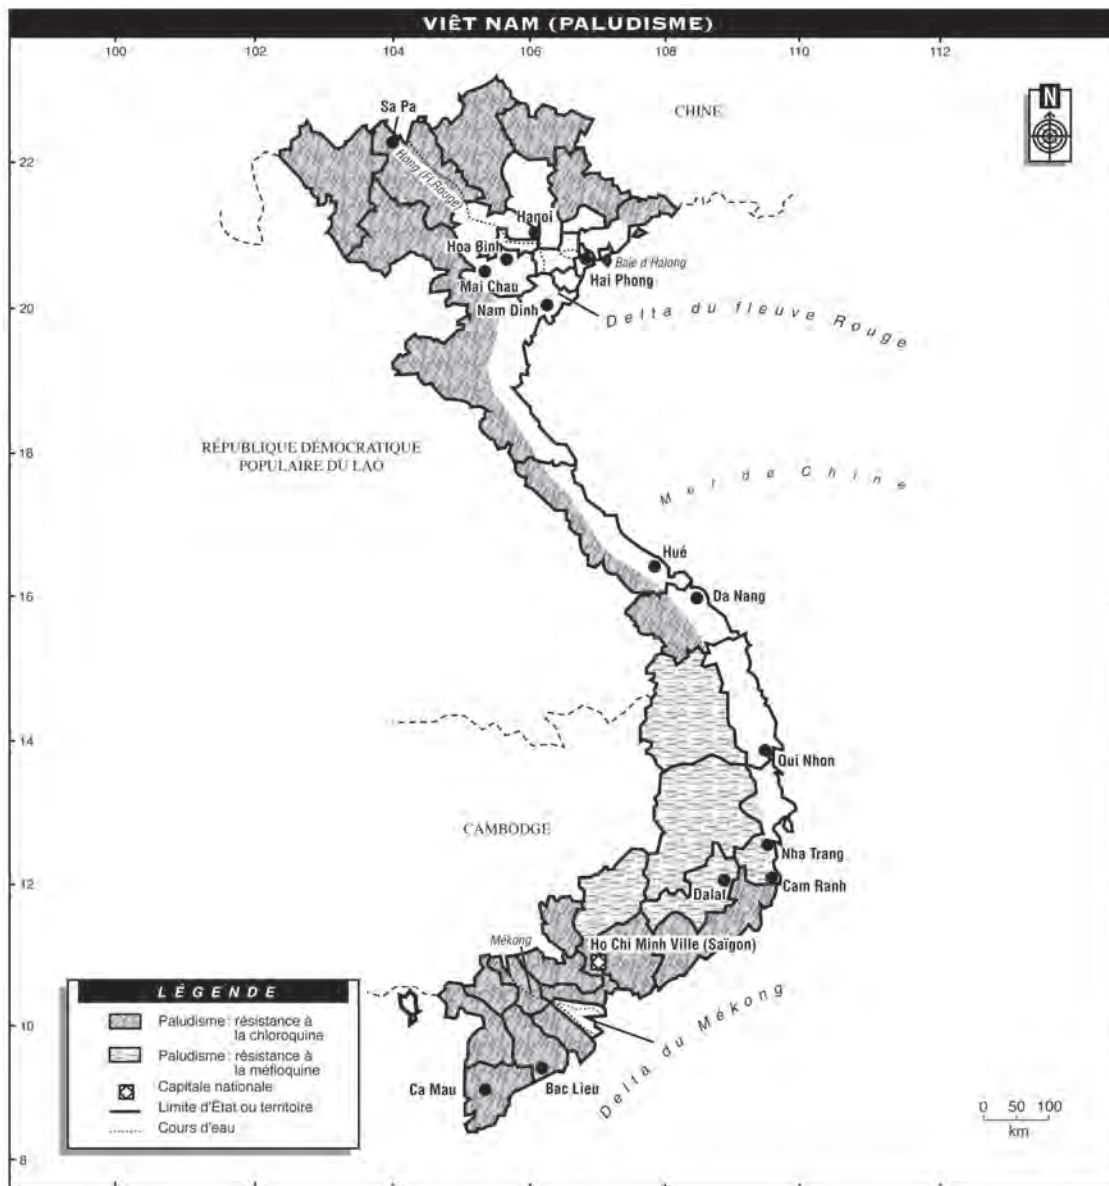 VIÊT NAM (PALUDISME)
100 102 104 106 108 110 112
N
Sa Pa
CHINE
22
Hong (Fl.Rouge)
Hanoi
Hoa Binh
Baie d'Halong
Mai Chau
Hai Phong
20
Nam Dinh
Delta du fleuve Rouge
18
RÉPUBLIQUE DÉMOCRATIQUE
POPULAIRE DU LAO
Mer de Chine
Hué
16
Da Nang
14
Qui Nhon
CAMBODGE
Nha Trang
12
Dalat
Cam Ranh
Mékong
Ho Chi Minh Ville (Saïgon)
LÉGENDE
Paludisme : résistance à
la chloroquine
Paludisme : résistance à
la méfloquine
Capitale nationale
Limite d'État ou territoire
Cours d'eau
10
Delta du Mékong
Ca Mau
Bac Lieu
0 50 100
km
8